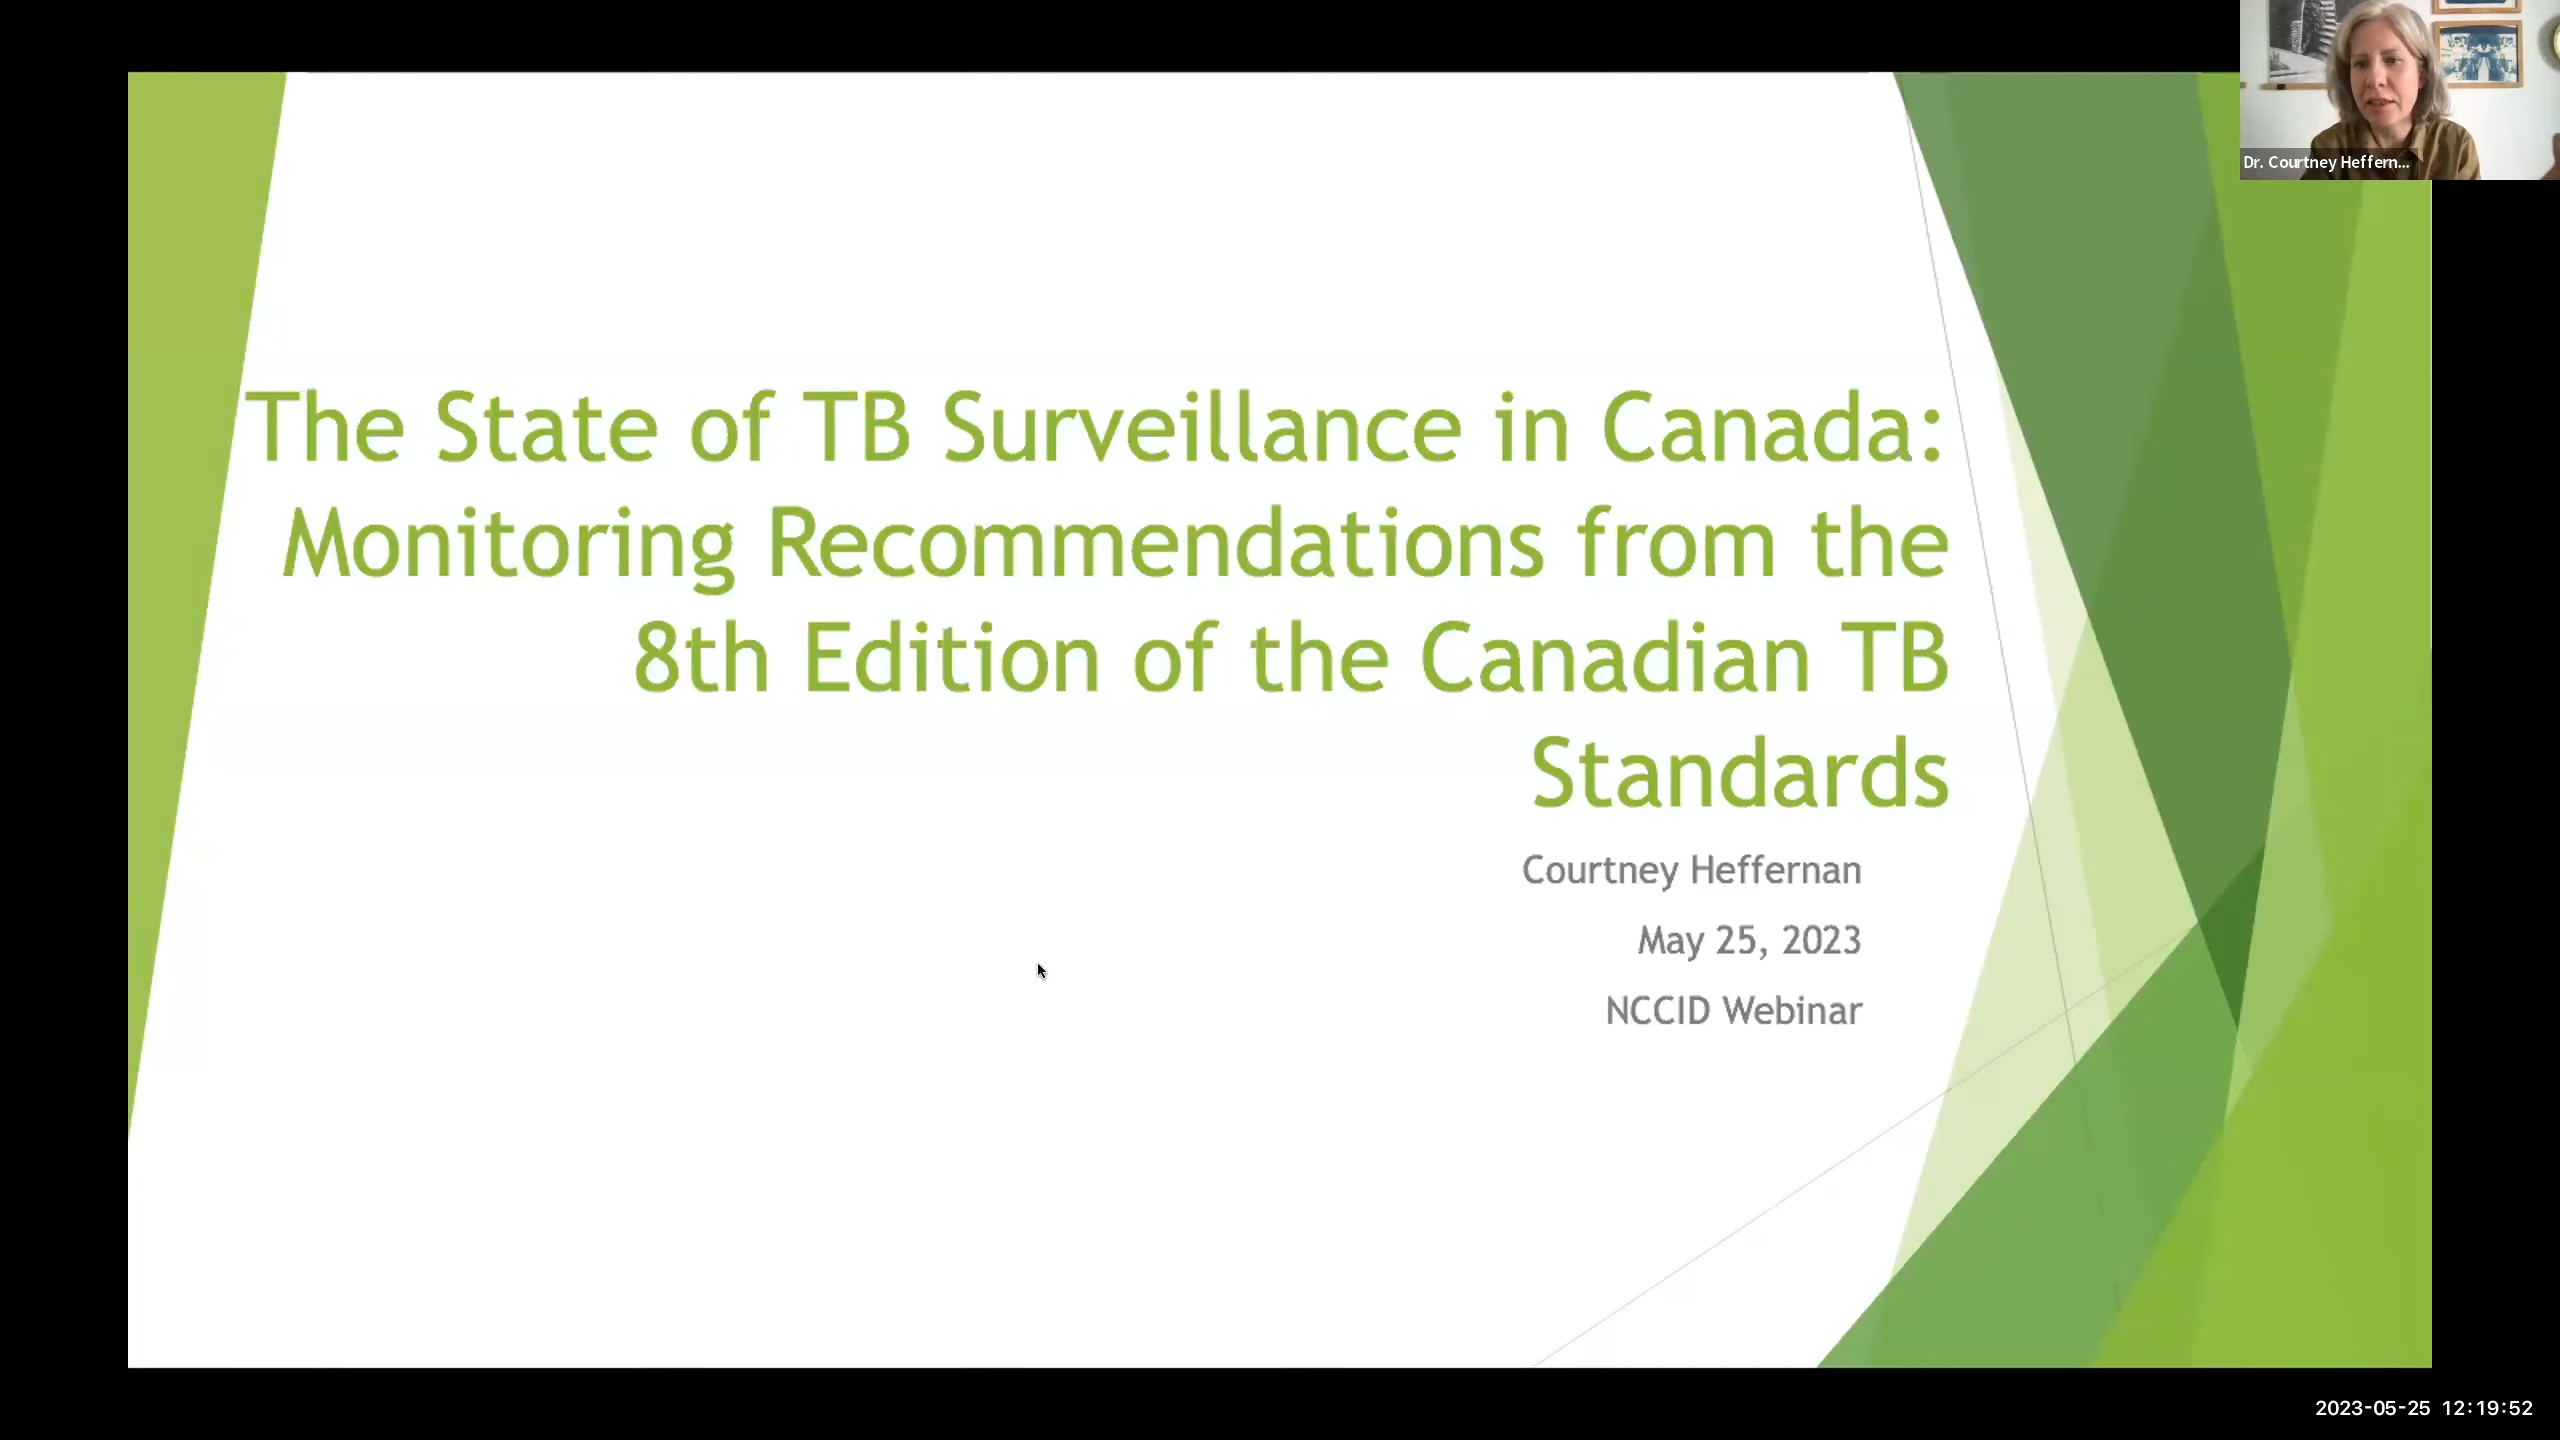 Dr. Courtney Heffern...
The State of TB Surveillance in Canada:
Monitoring Recommendations from the
8th Edition of the Canadian TB
Standards
Courtney Heffernan
May 25, 2023
NCCID Webinar
2023-05-25 12:19:52